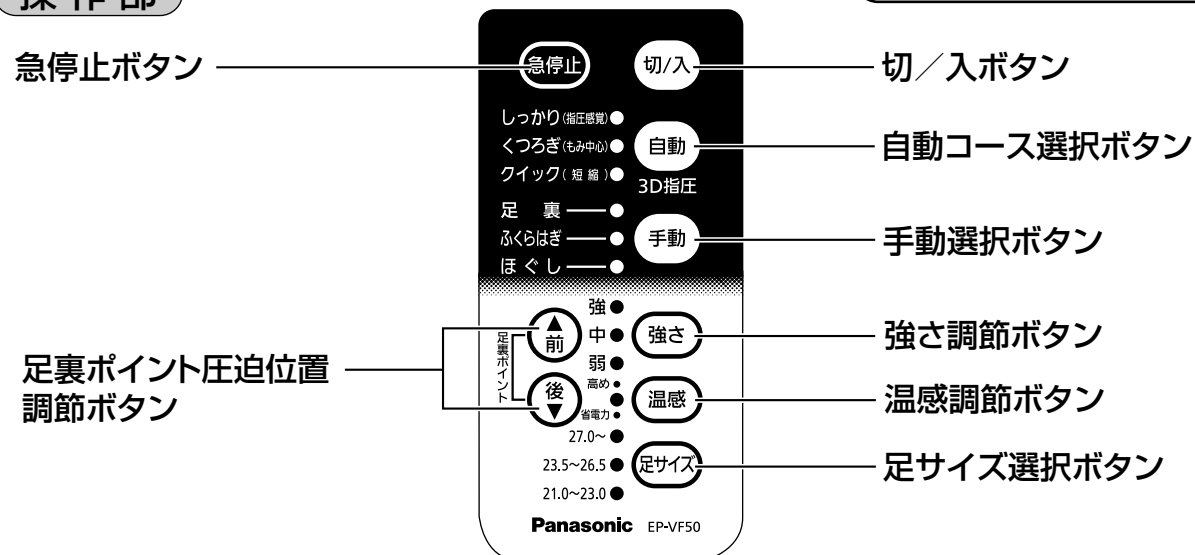 操作部
急停止ボタン
急停止
切/入
切／入ボタン
しっかり(指圧感覚)
くつろぎ(もみ中心)
クイック(短縮)
自動
3D指圧
自動コース選択ボタン
足裏
ふくらはぎ
ほぐし
手動
手動選択ボタン
足裏ポイント圧迫位置
調節ボタン
▲
前
足裏ポイント
後
▼
強
中
弱
強さ
強さ調節ボタン
高め
省電力
温感
温感調節ボタン
27.0~
23.5~26.5
21.0~23.0
足サイズ
足サイズ選択ボタン
Panasonic EP-VF50